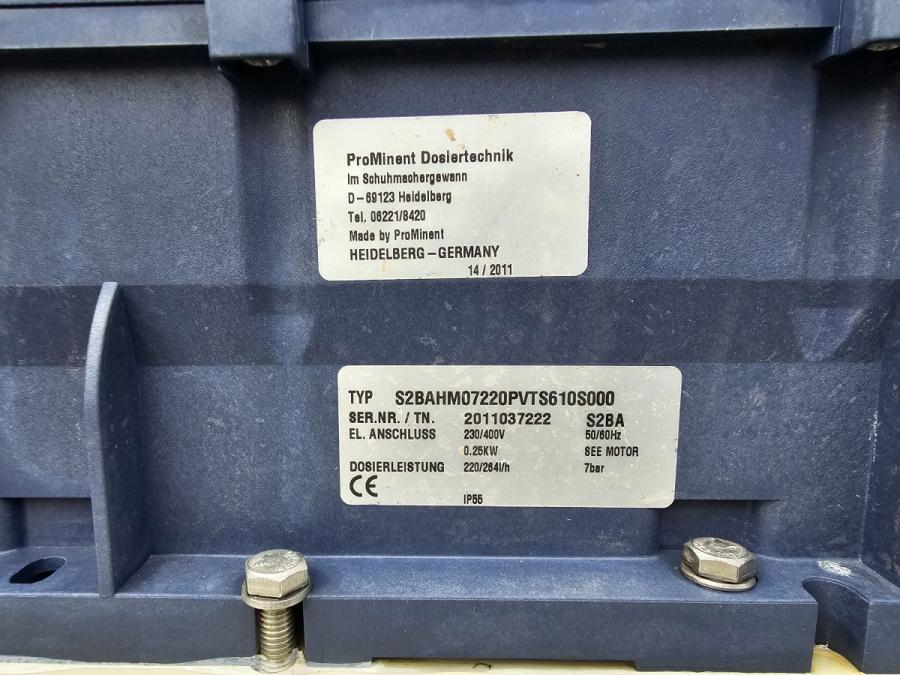 ProMinent Dosiertechnik
Im Schuhmachergewann
D-69123 Heidelberg
Tel. 06221/8420
Made by ProMinent
HEIDELBERG-GERMANY
14/2011
TYP S2BAHM07220PVTS610S000
SER.NR. / TN. 2011037222 S2BA
EL. ANSCHLUSS 230/400V 50/60Hz
0.25KW SEE MOTOR
DOSIERLEISTUNG 220/264l/h 7bar
CE
IP55